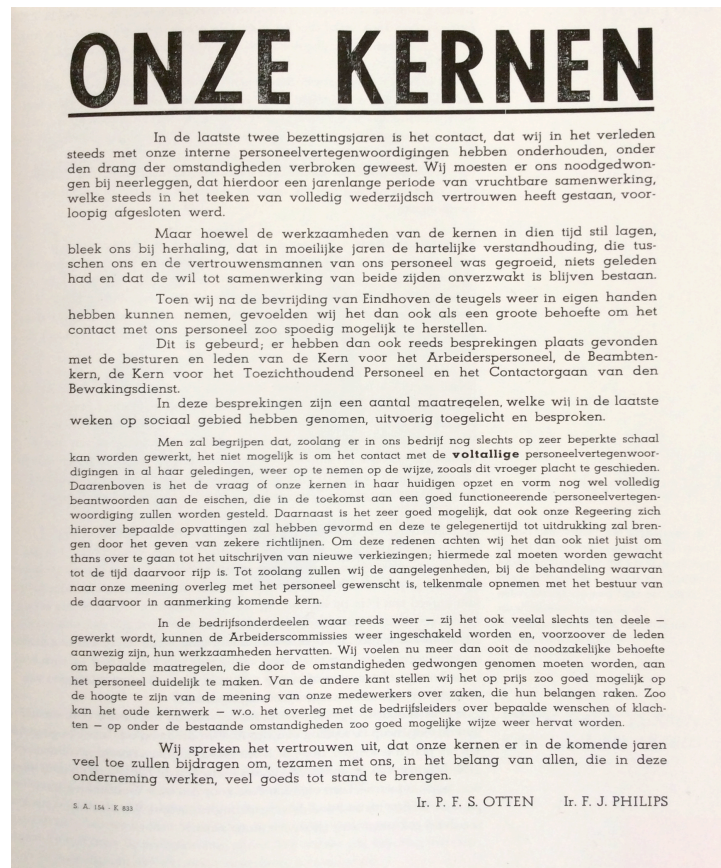 ONZE KERNEN
In de laatste twee bezettingsjaren is het contact, dat wij in het verleden
steeds met onze interne personeelvertegenwoordigingen hebben onderhouden, onder
den drang der omstandigheden verbroken geweest. Wij moesten er ons noodgedwon-
gen bij neerleggen, dat hierdoor een jarenlange periode van vruchtbare samenwerking,
welke steeds in het teeken van volledig wederzijdsch vertrouwen heeft gestaan, voor-
loopig afgesloten werd.
Maar hoewel de werkzaamheden van de kernen in dien tijd stil lagen,
bleek ons bij herhaling, dat in moeilijke jaren de hartelijke verstandhouding, die tus-
schen ons en de vertrouwensmannen van ons personeel was gegroeid, niets geleden
had en dat de wil tot samenwerking van beide zijden onverzwakt is blijven bestaan.
Toen wij na de bevrijding van Eindhoven de teugels weer in eigen handen
hebben kunnen nemen, gevoelden wij het dan ook als een groote behoefte om het
contact met ons personeel zoo spoedig mogelijk te herstellen.
Dit is gebeurd; er hebben dan ook reeds besprekingen plaats gevonden
met de besturen en leden van de Kern voor het Arbeiderspersoneel, de Beambten-
kern, de Kern voor het Toezichthoudend Personeel en het Contactorgaan van den
Bewakingsdienst.
In deze besprekingen zijn een aantal maatregelen, welke wij in de laatste
weken op sociaal gebied hebben genomen, uitvoerig toegelicht en besproken.
Men zal begrijpen dat, zoolang er in ons bedrijf nog slechts op zeer beperkte schaal
kan worden gewerkt, het niet mogelijk is om het contact met de voltallige personeelvertegenwoor-
digingen in al haar geledingen, weer op te nemen op de wijze, zooals dit vroeger placht te geschieden.
Daarenboven is het de vraag of onze kernen in haar huidigen opzet en vorm nog wel volledig
beantwoorden aan de eischen, die in de toekomst aan een goed functioneerende personeelvertegen-
woordiging zullen worden gesteld. Daarnaast is het zeer goed mogelijk, dat ook onze Regeering zich
hierover bepaalde opvattingen zal hebben gevormd en deze te gelegenertijd tot uitdrukking zal bren-
gen door het geven van zekere richtlijnen. Om deze redenen achten wij het dan ook niet juist om
thans over te gaan tot het uitschrijven van nieuwe verkiezingen; hiermede zal moeten worden gewacht
tot de tijd daarvoor rijp is. Tot zoolang zullen wij de aangelegenheden, bij de behandeling waarvan
naar onze meening overleg met het personeel gewenscht is, telkenmale opnemen met het bestuur van
de daarvoor in aanmerking komende kern.
In de bedrijfsonderdeelen waar reeds weer – zij het ook veelal slechts ten deele –
gewerkt wordt, kunnen de Arbeiderscommissies weer ingeschakeld worden en, voorzoover de leden
aanwezig zijn, hun werkzaamheden hervatten. Wij voelen nu meer dan ooit de noodzakelijke behoefte
om bepaalde maatregelen, die door de omstandigheden gedwongen genomen moeten worden, aan
het personeel duidelijk te maken. Van de andere kant stellen wij het op prijs zoo goed mogelijk op
de hoogte te zijn van de meening van onze medewerkers over zaken, die hun belangen raken. Zoo
kan het oude kernwerk – w.o. het overleg met de bedrijfsleiders over bepaalde wenschen of klach-
ten – op onder de bestaande omstandigheden zoo goed mogelijke wijze weer hervat worden.
Wij spreken het vertrouwen uit, dat onze kernen er in de komende jaren
veel toe zullen bijdragen om, tezamen met ons, in het belang van allen, die in deze
onderneming werken, veel goeds tot stand te brengen.
S. A. 154 - K 833 Ir. P. F. S. OTTEN Ir. F. J. PHILIPS